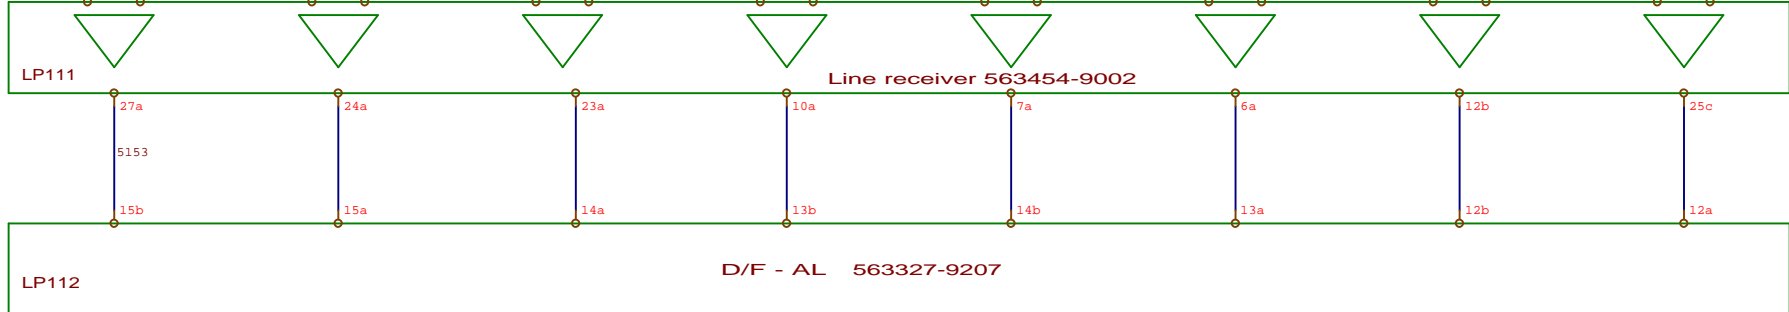 LP111 Line receiver 563454-9002
27a 24a 23a 10a 7a 6a 12b 25c
5153
15b 15a 14a 13b 14b 13a 12b 12a
D/F - AL 563327-9207
LP112